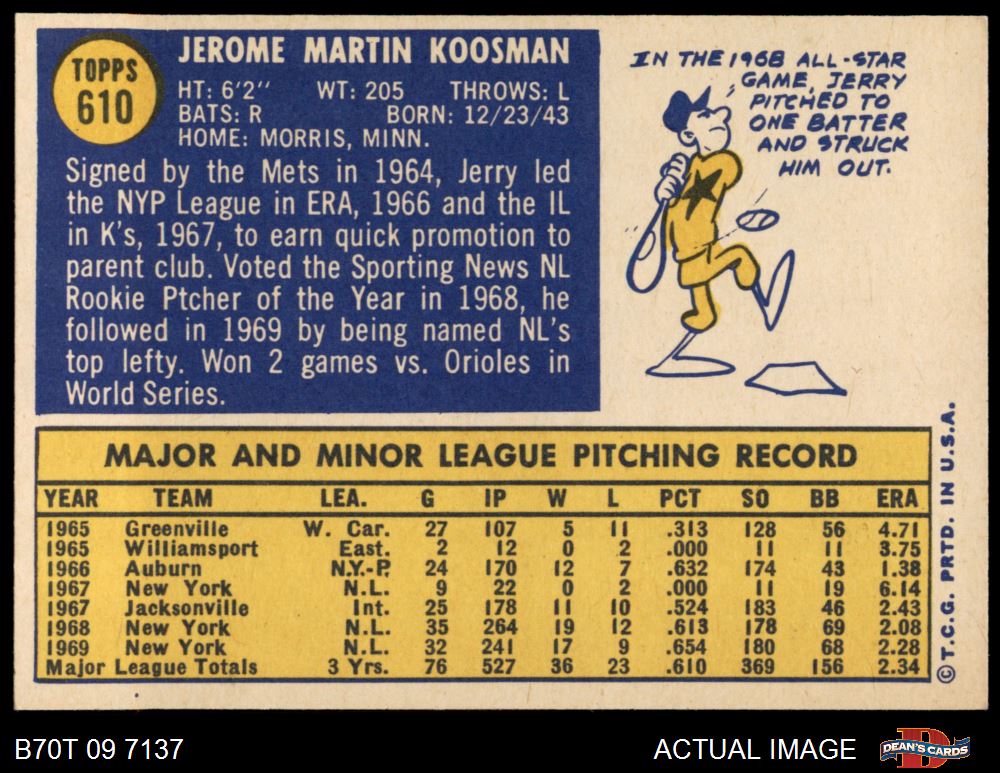 TOPPS
610
JEROME MARTIN KOOSMAN
HT: 6'2" WT: 205 THROWS: L
BATS: R BORN: 12/23/43
HOME: MORRIS, MINN.
Signed by the Mets in 1964, Jerry led
the NYP League in ERA, 1966 and the IL
in K's, 1967, to earn quick promotion to
parent club. Voted the Sporting News NL
Rookie Ptcher of the Year in 1968, he
followed in 1969 by being named NL's
top lefty. Won 2 games vs. Orioles in
World Series.
IN THE 1968 ALL-STAR
GAME, JERRY
PITCHED TO
ONE BATTER
AND STRUCK
HIM OUT.
MAJOR AND MINOR LEAGUE PITCHING RECORD
YEAR TEAM LEA. G IP W L PCT SO BB ERA
1965 Greenville W. Car. 27 107 5 11 .313 128 56 4.71
1965 Williamsport East. 2 12 0 2 .000 11 11 3.75
1966 Auburn N.Y.-P. 24 170 12 7 .632 174 43 1.38
1967 New York N.L. 9 22 0 2 .000 11 19 6.14
1967 Jacksonville Int. 25 178 11 10 .524 183 46 2.43
1968 New York N.L. 35 264 19 12 .613 178 69 2.08
1969 New York N.L. 32 241 17 9 .654 180 68 2.28
Major League Totals 3 Yrs. 76 527 36 23 .610 369 156 2.34
© T.C.G. PRTD. IN U.S.A.
B70T 09 7137
ACTUAL IMAGE
DEAN'S CARDS